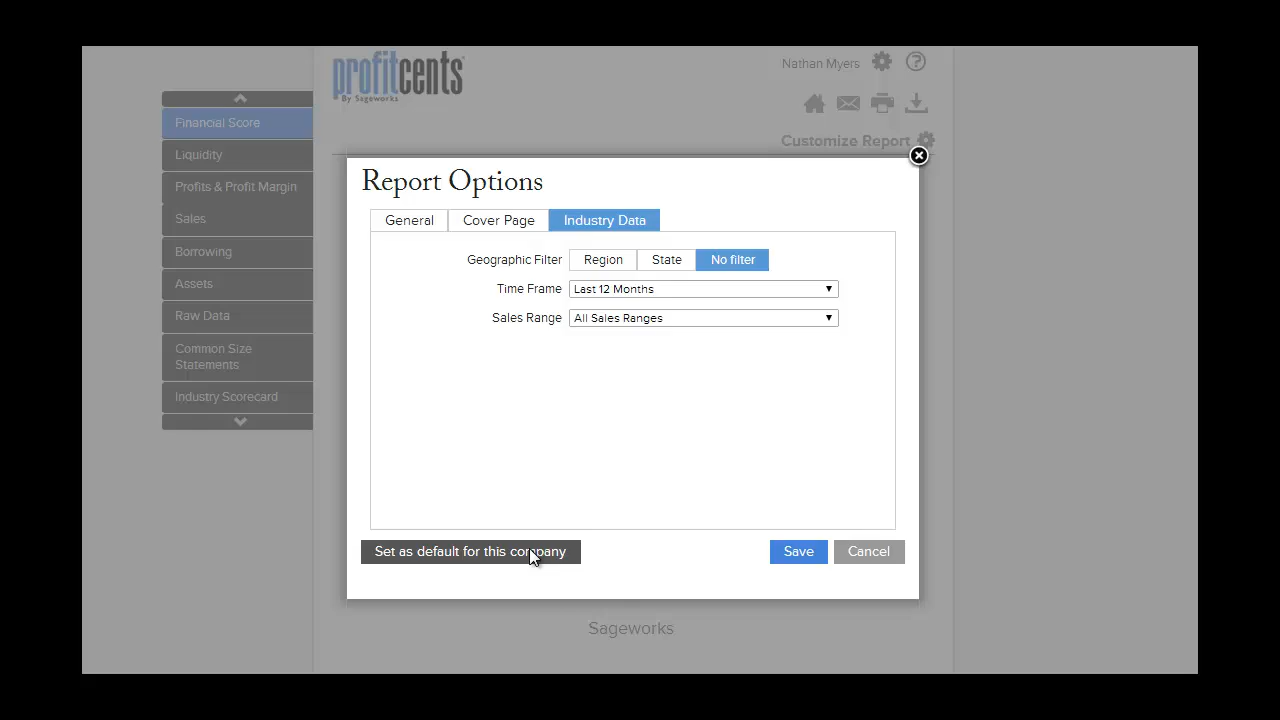 profitcents
By Sageworks
Nathan Myers
Customize Report
Financial Score
Liquidity
Profits & Profit Margin
Sales
Borrowing
Assets
Raw Data
Common Size
Statements
Industry Scorecard
Report Options
General Cover Page Industry Data
Geographic Filter Region State No filter
Time Frame Last 12 Months
Sales Range All Sales Ranges
Set as default for this company Save Cancel
Sageworks